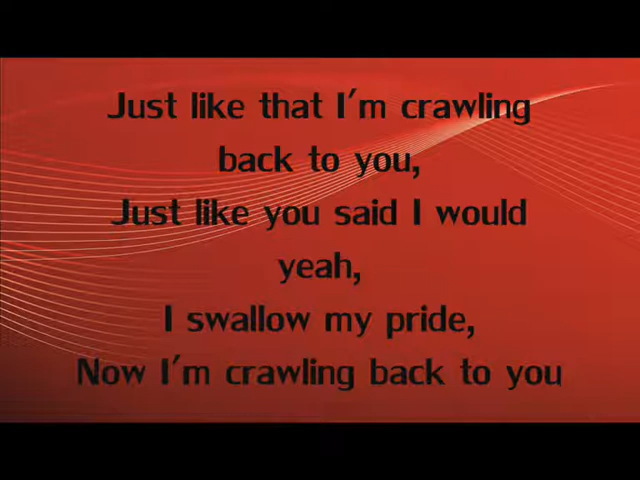 Just like that I'm crawling
back to you,
Just like you said I would
yeah,
I swallow my pride,
Now I'm crawling back to you